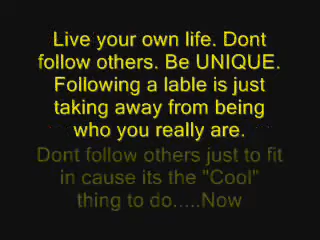 Live your own life. Dont
follow others. Be UNIQUE.
Following a lable is just
taking away from being
who you really are.
Dont follow others just to fit
in cause its the "Cool"
thing to do.....Now